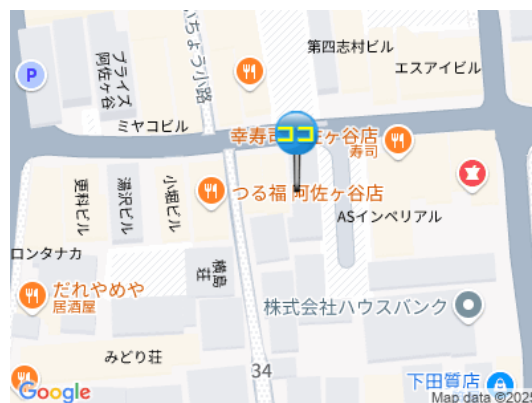 いちょう小路
第四志村ビル
プライズ
阿佐ヶ谷
エスアイビル
P
ミヤコビル
幸寿司
ココ
ヶ谷店
寿司
更科ビル
湯沢ビル
小堀ビル
つる福 阿佐ヶ谷店
ASインペリアル
ロンタナカ
横島
荘
だれやめや
居酒屋
株式会社ハウスバンク
みどり荘
34
下田質店
Google
Map data ©202